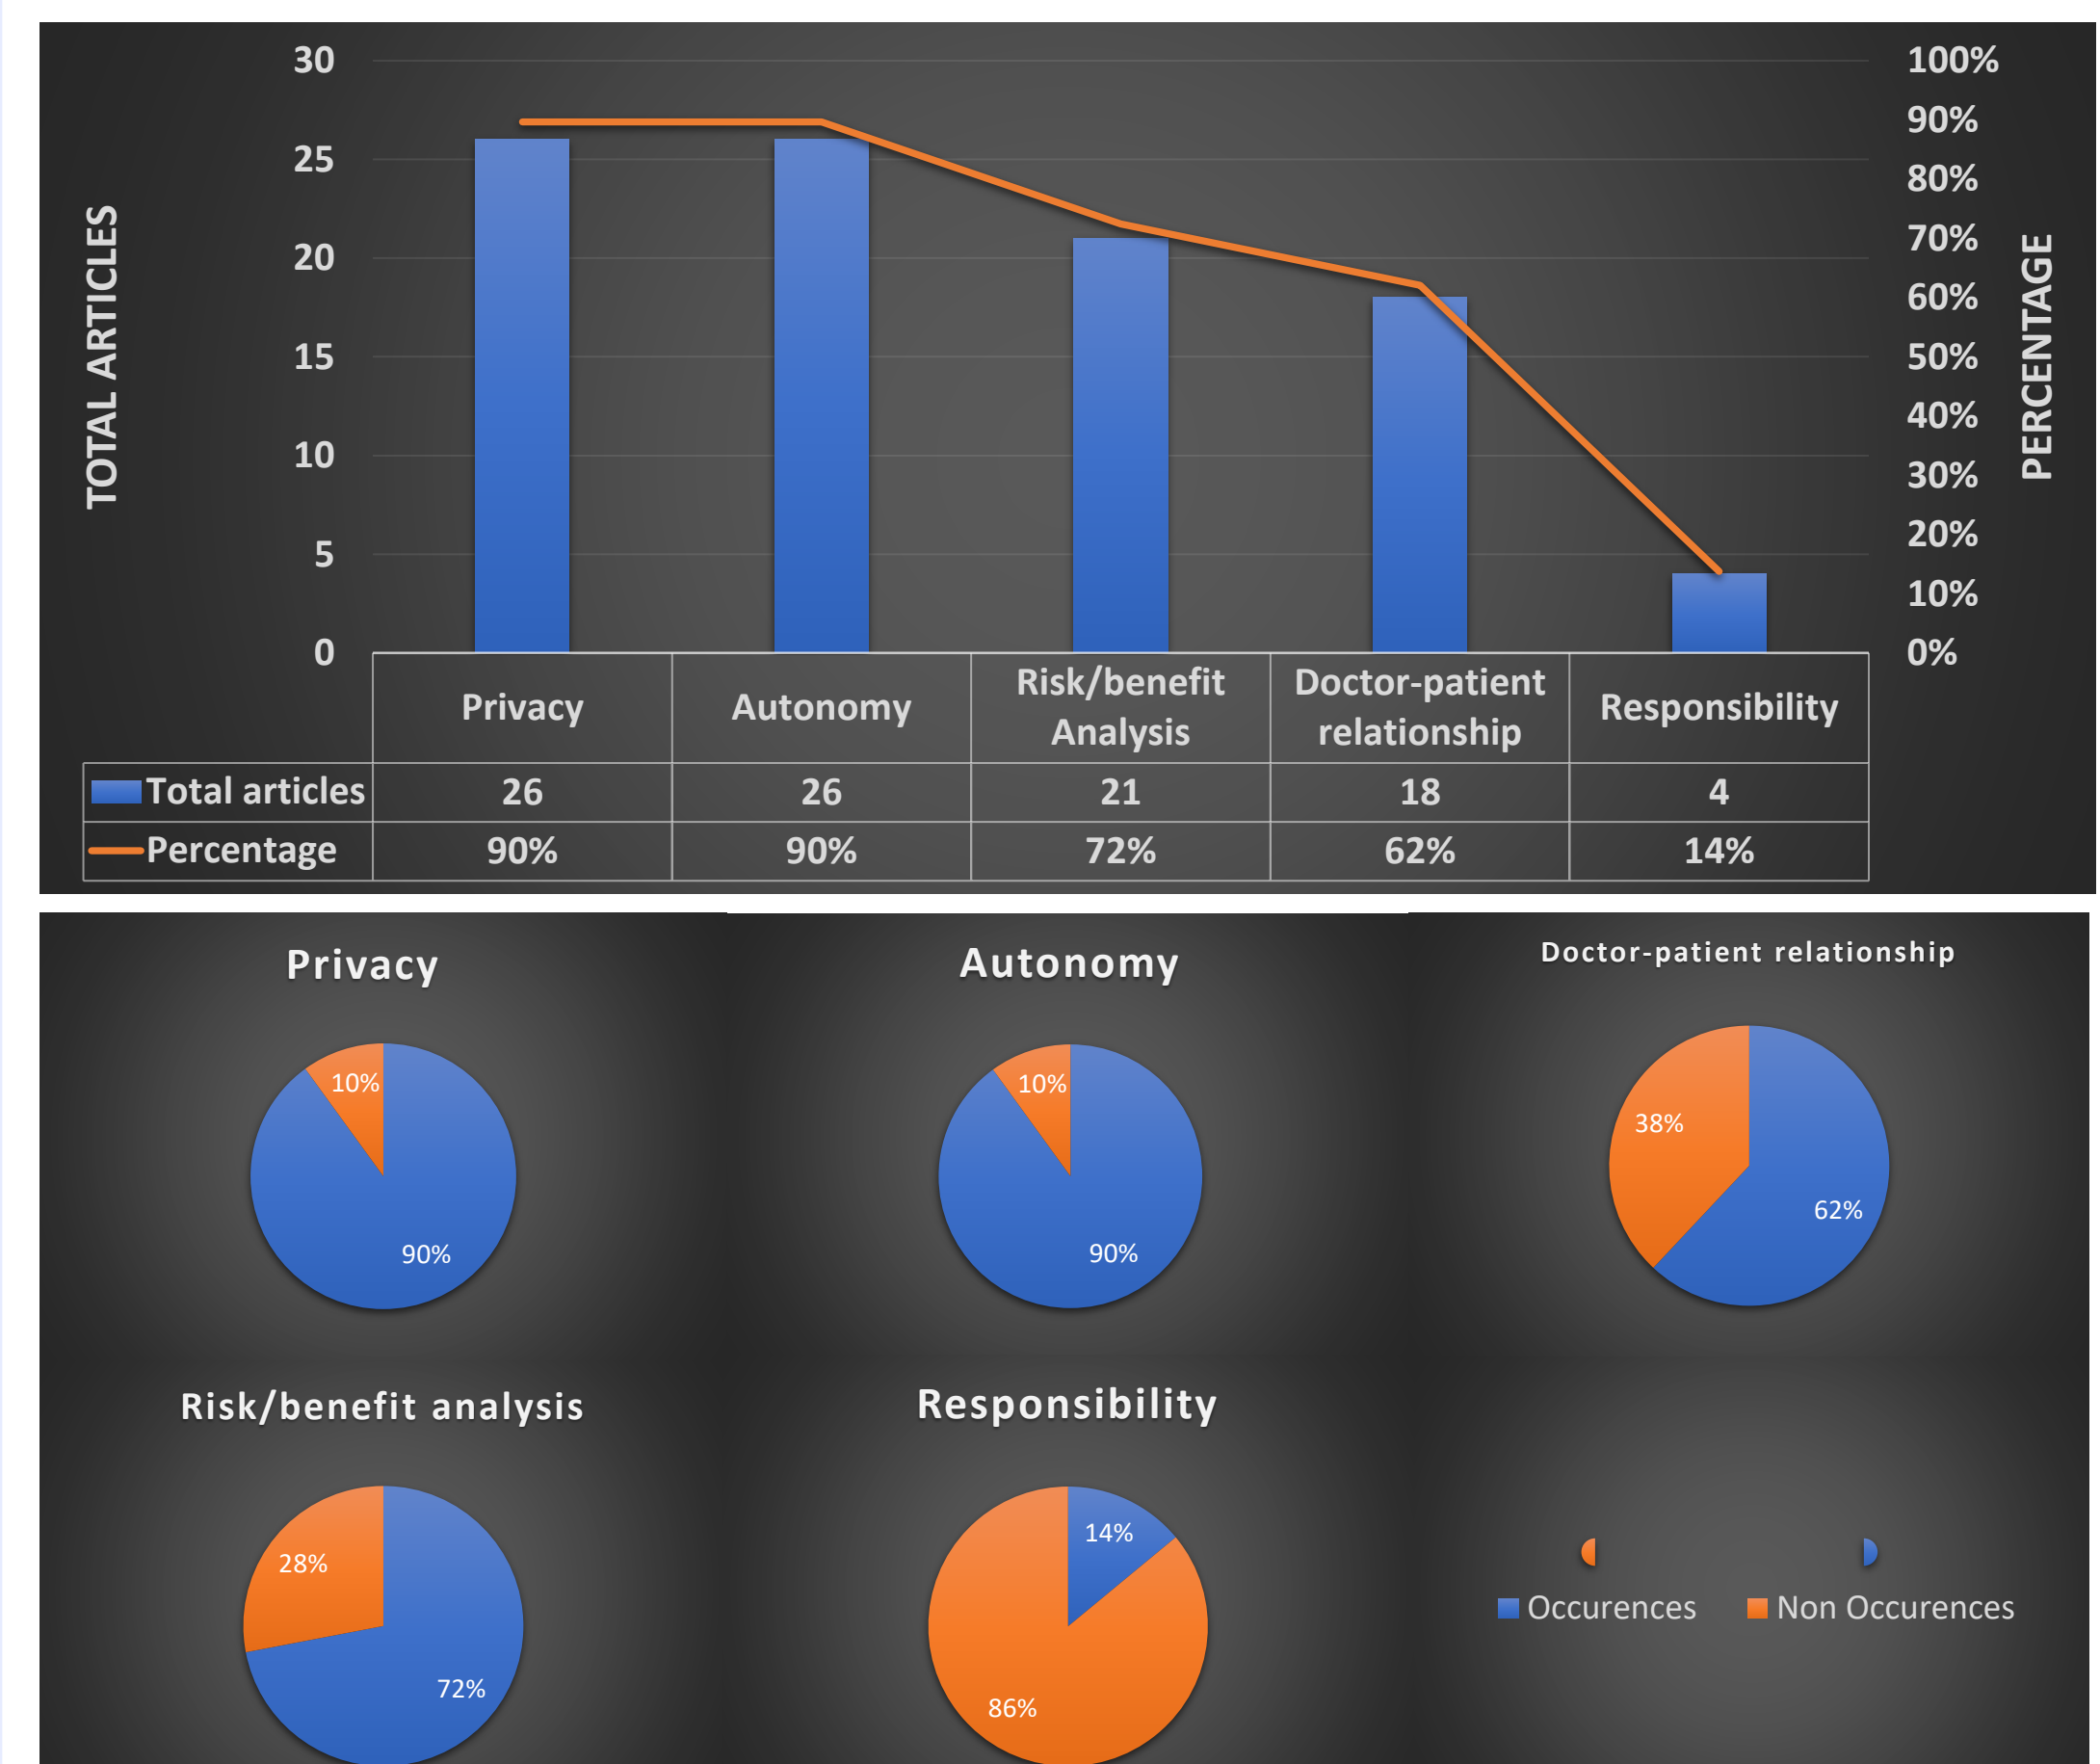 30
25
20
15
10
5
0
TOTAL ARTICLES
100%
90%
80%
70%
60%
50%
40%
30%
20%
10%
0%
PERCENTAGE
Privacy Autonomy Risk/benefit Analysis Doctor-patient relationship Responsibility
Total articles 26 26 21 18 4
Percentage 90% 90% 72% 62% 14%
Privacy
10%
90%
Autonomy
10%
90%
Doctor-patient relationship
38%
62%
Risk/benefit analysis
28%
72%
Responsibility
14%
86%
Occurences Non Occurences